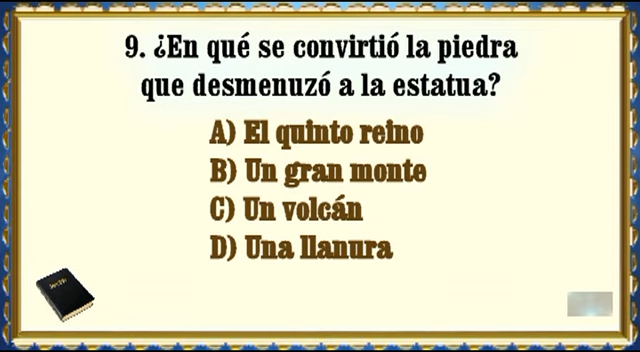 9. ¿En qué se convirtió la piedra
que desmenuzó a la estatua?
A) El quinto reino
B) Un gran monte
C) Un volcán
D) Una llanura